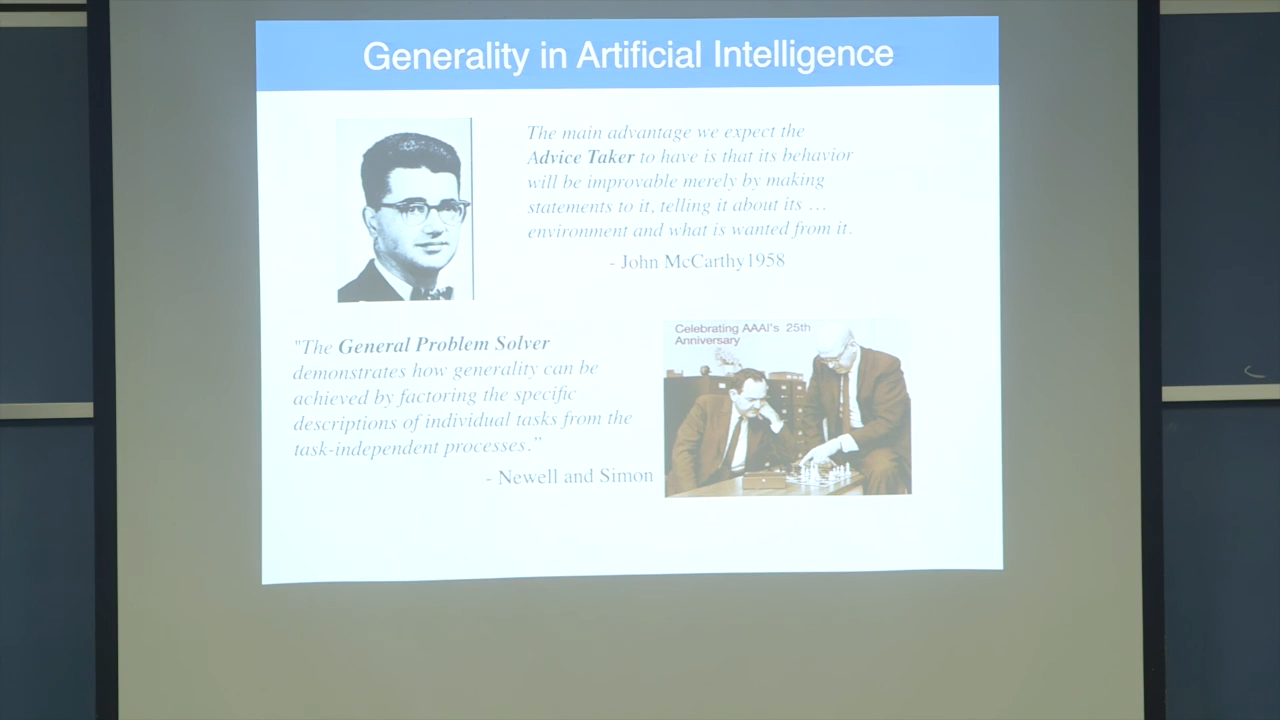 Generality in Artificial Intelligence
The main advantage we expect the
Advice Taker to have is that its behavior
will be improvable merely by making
statements to it, telling it about its …
environment and what is wanted from it.
- John McCarthy1958
"The General Problem Solver
demonstrates how generality can be
achieved by factoring the specific
descriptions of individual tasks from the
task-independent processes.”
- Newell and Simon
Celebrating AAAI's 25th
Anniversary